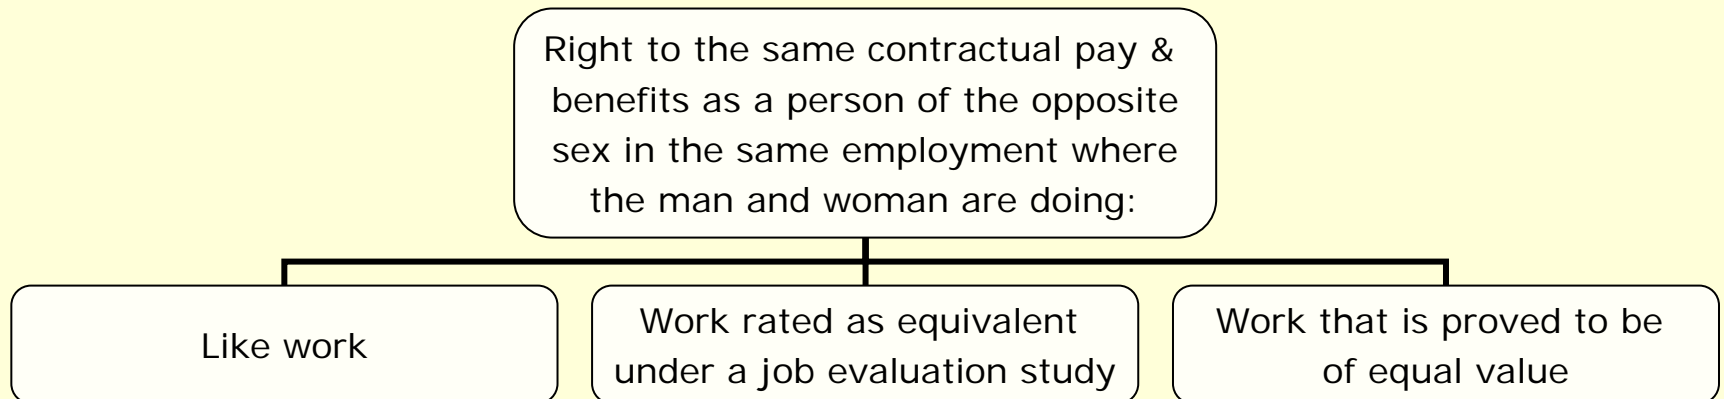 Right to the same contractual pay &
benefits as a person of the opposite
sex in the same employment where
the man and woman are doing:
Like work
Work rated as equivalent
under a job evaluation study
Work that is proved to be
of equal value